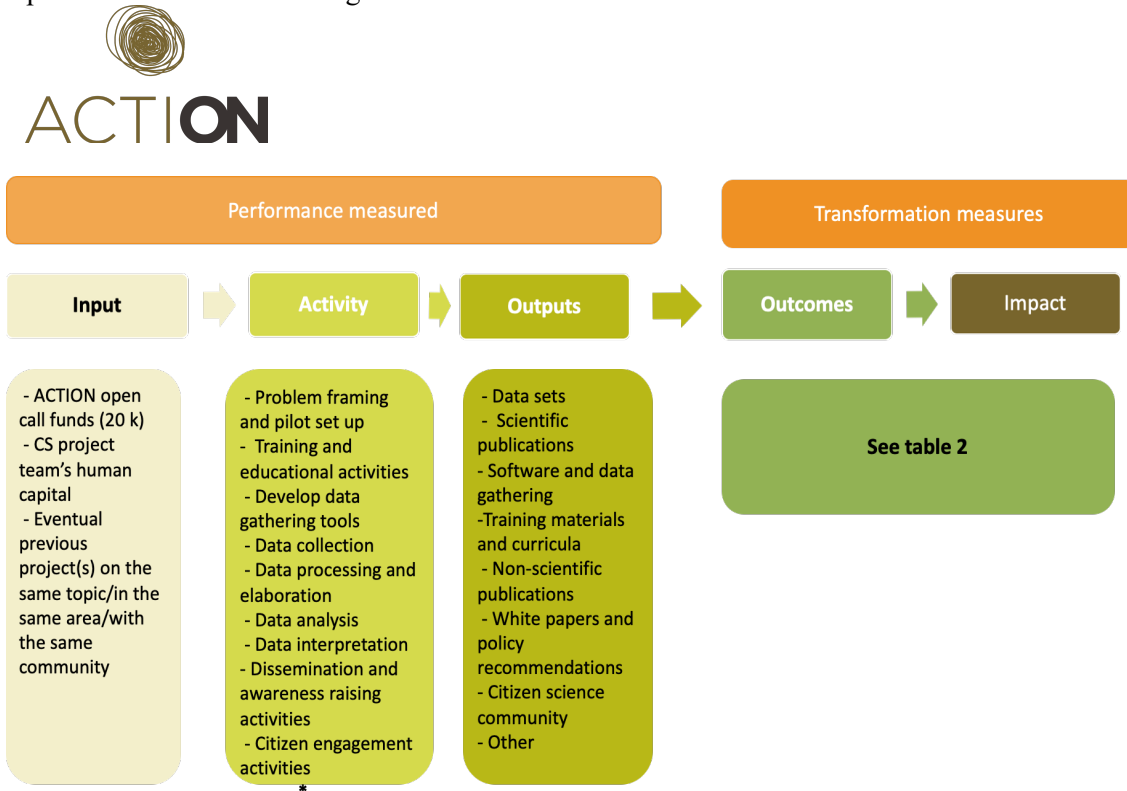 ACTION
Performance measured
Transformation measures
Input
Activity
Outputs
Outcomes
Impact
- ACTION open
call funds (20 k)
- CS project
team’s human
capital
- Eventual
previous
project(s) on the
same topic/in the
same area/with
the same
community
- Problem framing
and pilot set up
- Training and
educational activities
- Develop data
gathering tools
- Data collection
- Data processing and
elaboration
- Data analysis
- Data interpretation
- Dissemination and
awareness raising
activities
- Citizen engagement
activities
*
- Data sets
- Scientific
publications
- Software and data
gathering
-Training materials
and curricula
- Non-scientific
publications
- White papers and
policy
recommendations
- Citizen science
community
- Other
See table 2